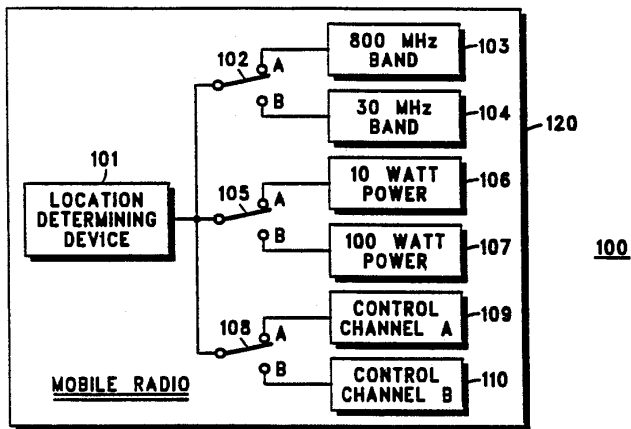 800 MHz
BAND
103
102
A
B
30 MHz
BAND
104
120
101
LOCATION
DETERMINING
DEVICE
105
A
B
10 WATT
POWER
106
100 WATT
POWER
107
100
108
A
B
CONTROL
CHANNEL A
109
CONTROL
CHANNEL B
110
MOBILE RADIO